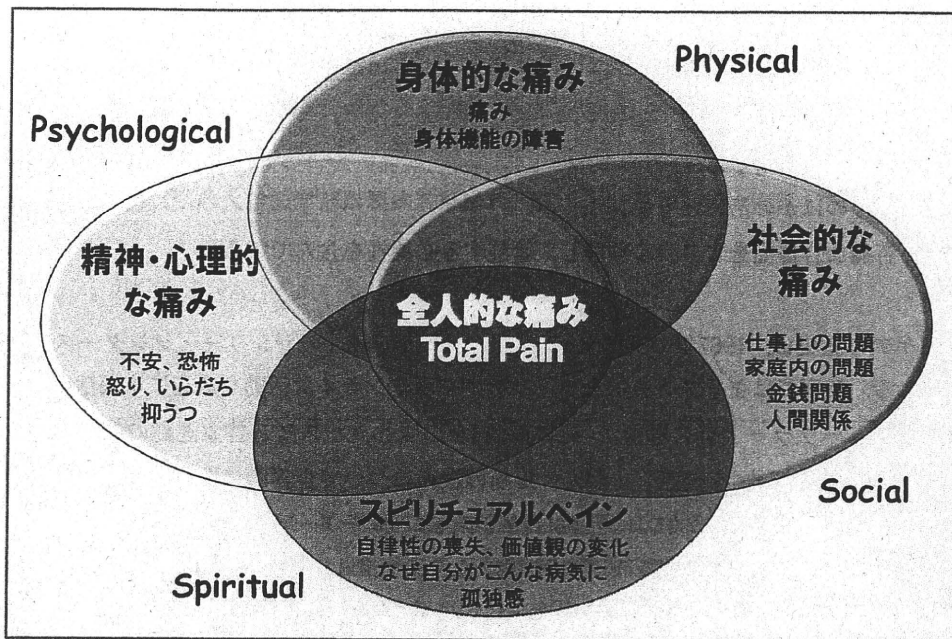 Physical
身体的な痛み
痛み
身体機能の障害
Psychological
精神・心理的
な痛み
不安、恐怖
怒り、いらだち
抑うつ
社会的な
痛み
仕事上の問題
家庭内の問題
金銭問題
人間関係
Social
全人的な痛み
Total Pain
スピリチュアルペイン
自律性の喪失、価値観の変化
なぜ自分がこんな病気に
孤独感
Spiritual